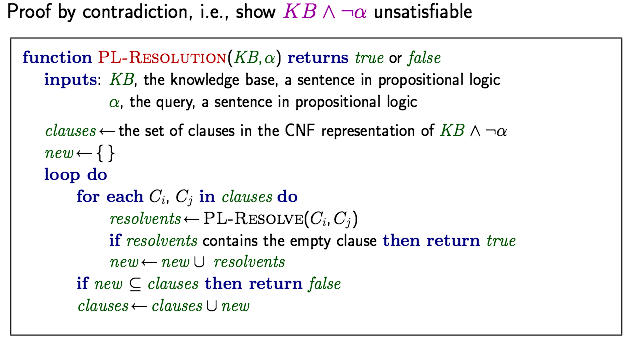 Proof by contradiction, i.e., show KB ∧ ¬α unsatisfiable
function PL-RESOLUTION(KB, α) returns true or false
inputs: KB, the knowledge base, a sentence in propositional logic
α, the query, a sentence in propositional logic
clauses ← the set of clauses in the CNF representation of KB ∧ ¬α
new ← { }
loop do
for each Cᵢ, Cⱼ in clauses do
resolvents ← PL-RESOLVE(Cᵢ, Cⱼ)
if resolvents contains the empty clause then return true
new ← new ∪ resolvents
if new ⊆ clauses then return false
clauses ← clauses ∪ new